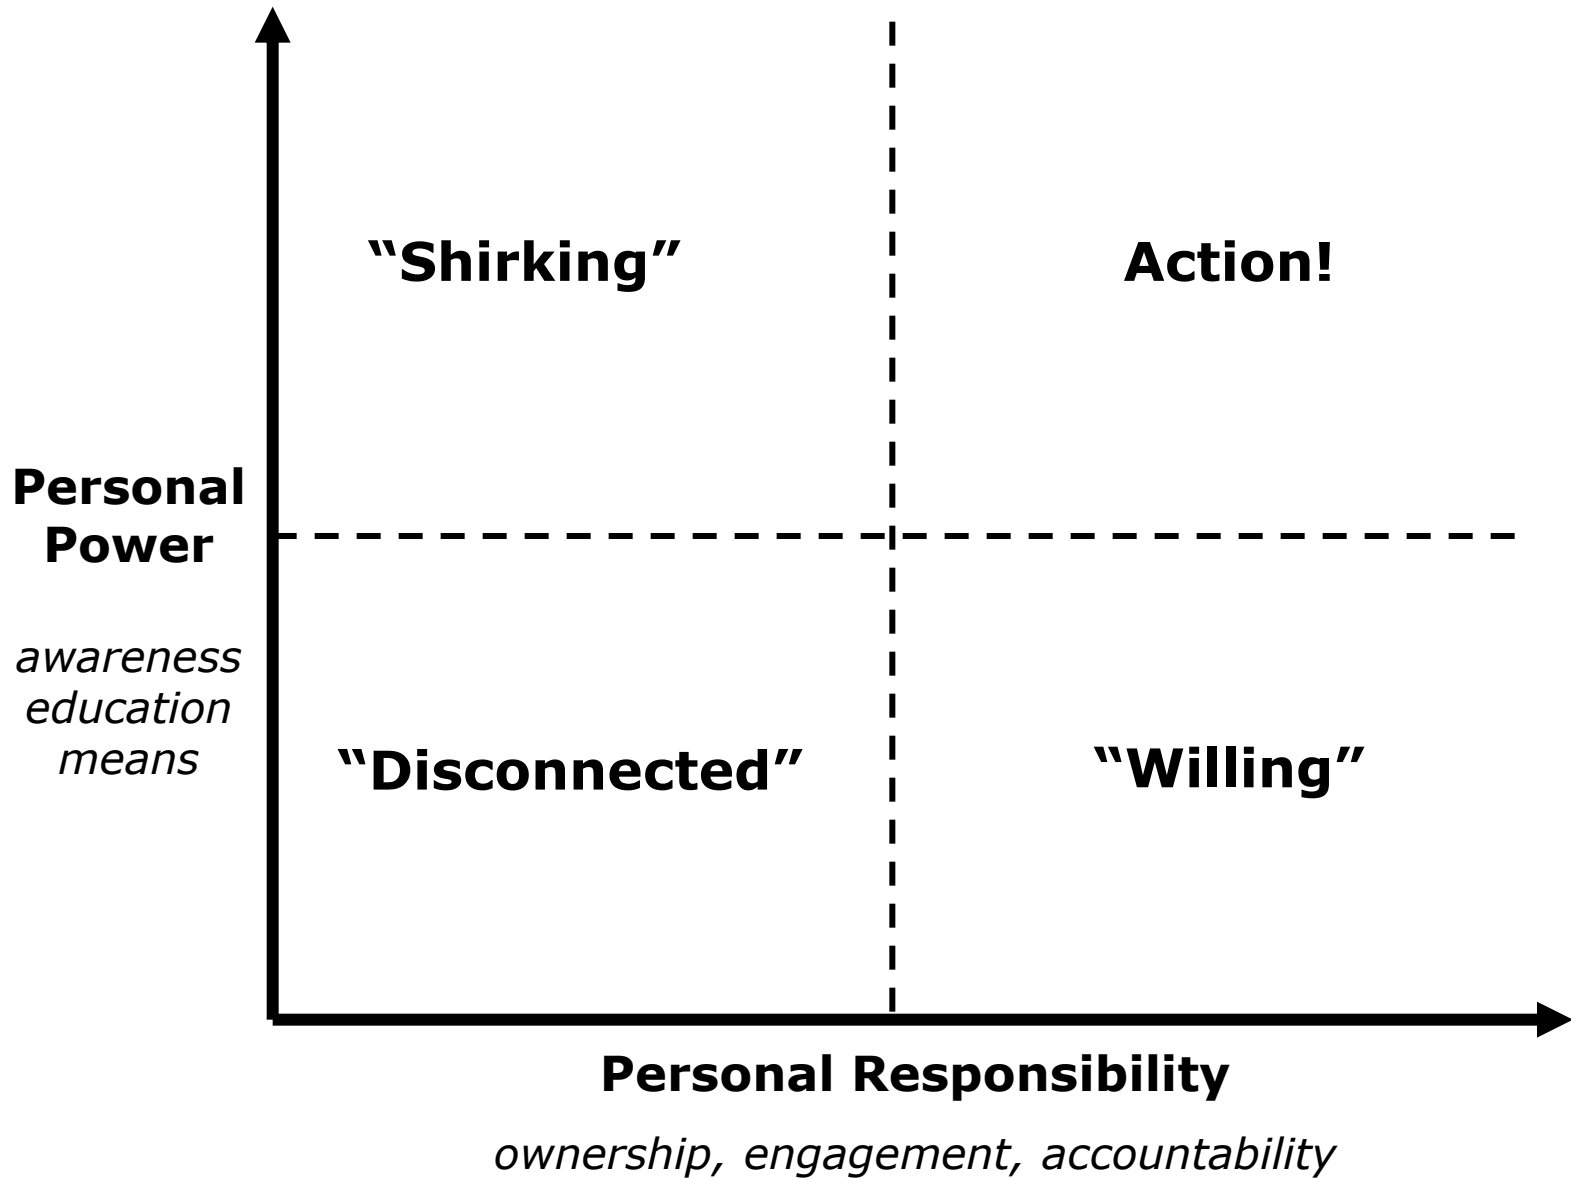 “Shirking”
Action!
Personal
Power
awareness
education
means
“Disconnected”
“Willing”
Personal Responsibility
ownership, engagement, accountability